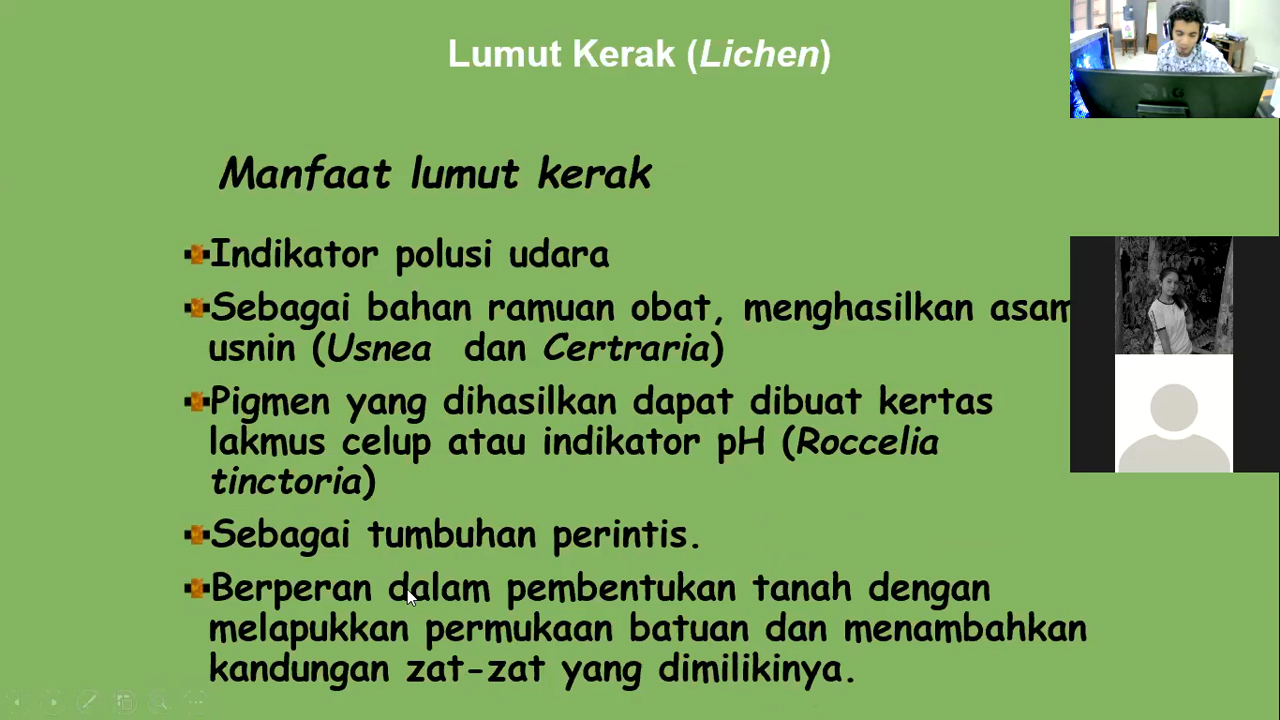 Lumut Kerak (Lichen)
Manfaat lumut kerak
Indikator polusi udara
Sebagai bahan ramuan obat, menghasilkan asam
usnin (Usnea dan Certraria)
Pigmen yang dihasilkan dapat dibuat kertas
lakmus celup atau indikator pH (Roccelia
tinctoria)
Sebagai tumbuhan perintis.
Berperan dalam pembentukan tanah dengan
melapukkan permukaan batuan dan menambahkan
kandungan zat-zat yang dimilikinya.